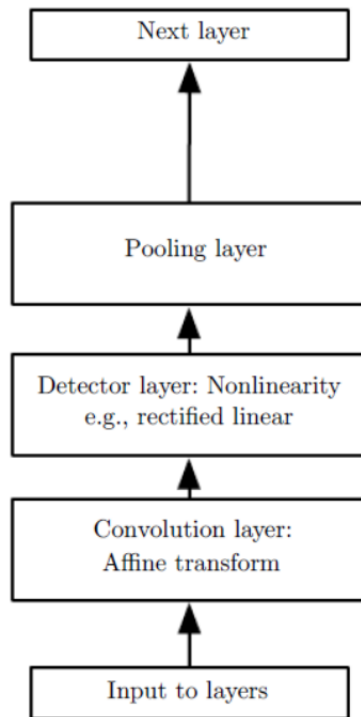 Next layer
Pooling layer
Detector layer: Nonlinearity
e.g., rectified linear
Convolution layer:
Affine transform
Input to layers